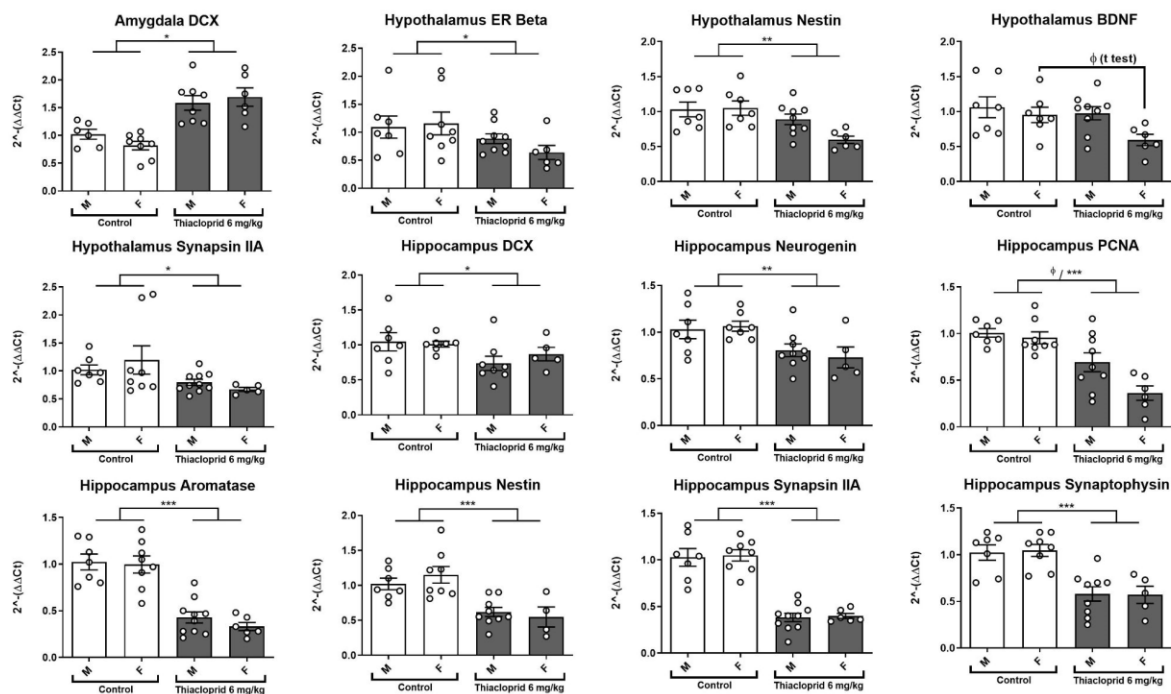 Amygdala DCX
*
2^-(ΔΔCt)
2.5
2.0
1.5
1.0
0.5
0.0
M
F
M
F
Control
Thiacloprid 6 mg/kg
Hypothalamus ER Beta
*
2^-(ΔΔCt)
2.5
2.0
1.5
1.0
0.5
0.0
M
F
M
F
Control
Thiacloprid 6 mg/kg
Hypothalamus Nestin
**
2^-(ΔΔCt)
2.0
1.5
1.0
0.5
0.0
M
F
M
F
Control
Thiacloprid 6 mg/kg
Hypothalamus BDNF
ϕ (t test)
2^-(ΔΔCt)
2.0
1.5
1.0
0.5
0.0
M
F
M
F
Control
Thiacloprid 6 mg/kg
Hypothalamus Synapsin IIA
*
2^-(ΔΔCt)
2.5
2.0
1.5
1.0
0.5
0.0
M
F
M
F
Control
Thiacloprid 6 mg/kg
Hippocampus DCX
*
2^-(ΔΔCt)
2.0
1.5
1.0
0.5
0.0
M
F
M
F
Control
Thiacloprid 6 mg/kg
Hippocampus Neurogenin
**
2^-(ΔΔCt)
2.0
1.5
1.0
0.5
0.0
M
F
M
F
Control
Thiacloprid 6 mg/kg
Hippocampus PCNA
ϕ / ***
2^-(ΔΔCt)
2.0
1.5
1.0
0.5
0.0
M
F
M
F
Control
Thiacloprid 6 mg/kg
Hippocampus Aromatase
***
2^-(ΔΔCt)
2.0
1.5
1.0
0.5
0.0
M
F
M
F
Control
Thiacloprid 6 mg/kg
Hippocampus Nestin
***
2^-(ΔΔCt)
2.0
1.5
1.0
0.5
0.0
M
F
M
F
Control
Thiacloprid 6 mg/kg
Hippocampus Synapsin IIA
***
2^-(ΔΔCt)
2.0
1.5
1.0
0.5
0.0
M
F
M
F
Control
Thiacloprid 6 mg/kg
Hippocampus Synaptophysin
***
2^-(ΔΔCt)
2.0
1.5
1.0
0.5
0.0
M
F
M
F
Control
Thiacloprid 6 mg/kg